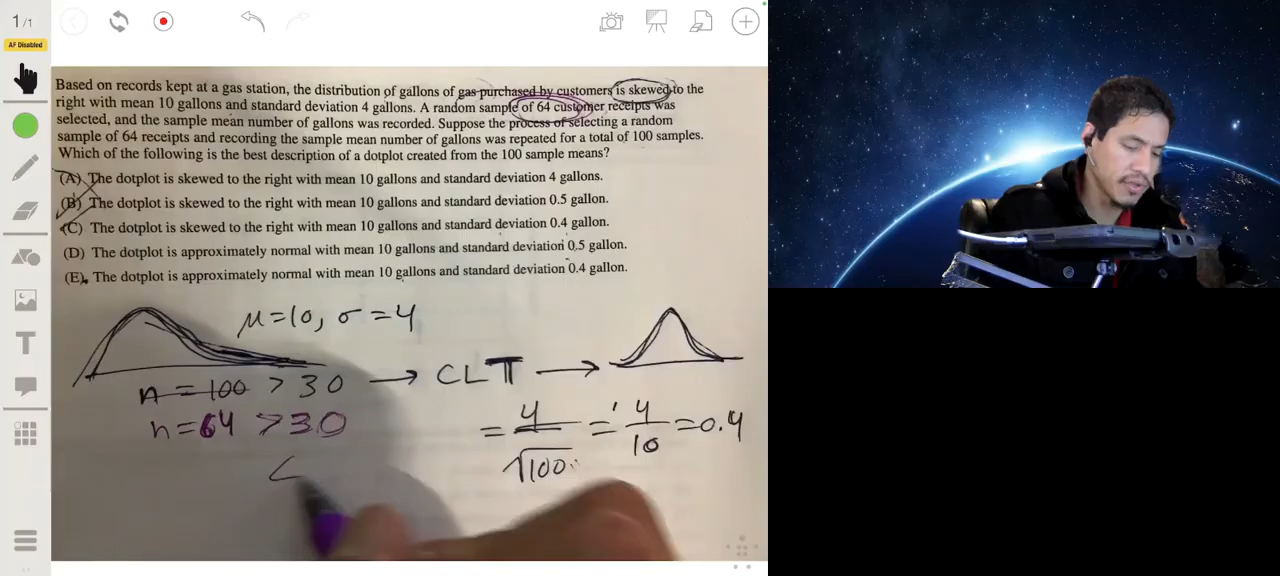 1/1
AF Disabled
Based on records kept at a gas station, the distribution of gallons of gas purchased by customers is skewed to the
right with mean 10 gallons and standard deviation 4 gallons. A random sample of 64 customer receipts was
selected, and the sample mean number of gallons was recorded. Suppose the process of selecting a random
sample of 64 receipts and recording the sample mean number of gallons was repeated for a total of 100 samples.
Which of the following is the best description of a dotplot created from the 100 sample means?
(A) The dotplot is skewed to the right with mean 10 gallons and standard deviation 4 gallons.
(B) The dotplot is skewed to the right with mean 10 gallons and standard deviation 0.5 gallon.
(C) The dotplot is skewed to the right with mean 10 gallons and standard deviation 0.4 gallon.
(D) The dotplot is approximately normal with mean 10 gallons and standard deviation 0.5 gallon.
(E) The dotplot is approximately normal with mean 10 gallons and standard deviation 0.4 gallon.
μ=10, σ=4
n=100 > 30 → CLT →
n=64 > 30
= 4/√100 = 4/10 = 0.4
T